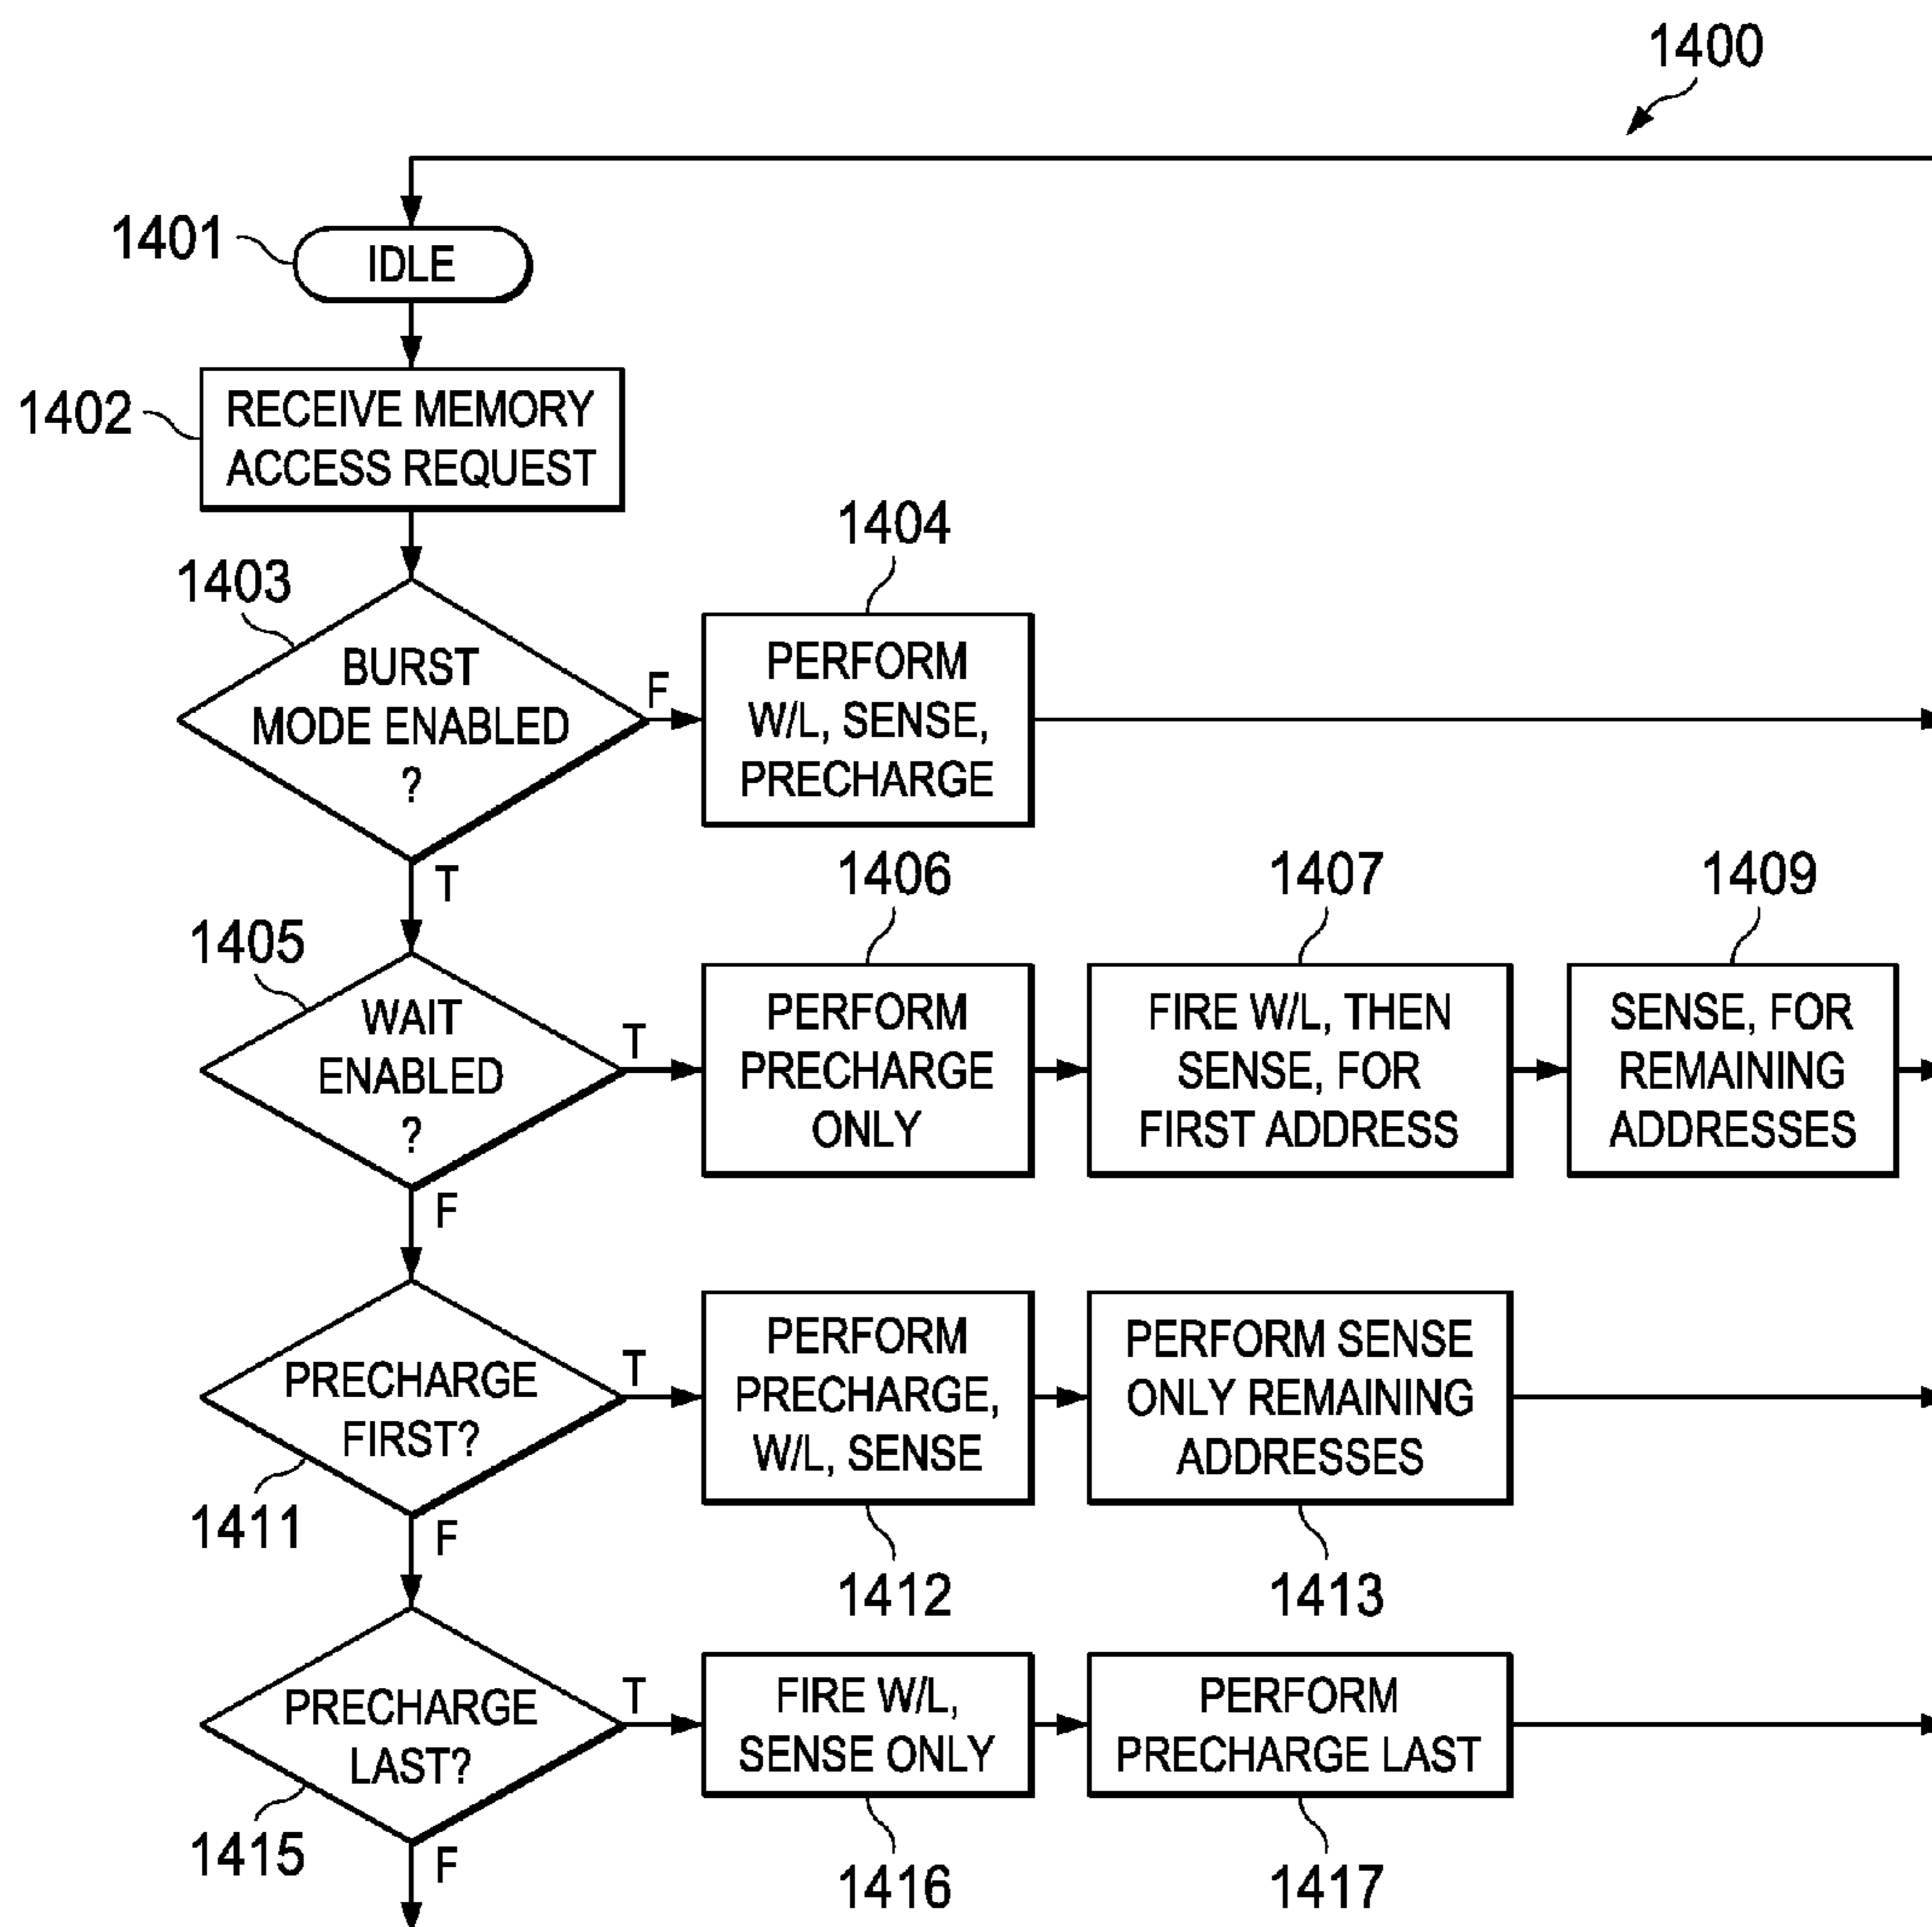 1400
1401
IDLE
1402
RECEIVE MEMORY
ACCESS REQUEST
1403
BURST
MODE ENABLED
?
F
T
1404
PERFORM
W/L, SENSE,
PRECHARGE
1405
WAIT
ENABLED
?
T
F
1406
PERFORM
PRECHARGE
ONLY
1407
FIRE W/L, THEN
SENSE, FOR
FIRST ADDRESS
1409
SENSE, FOR
REMAINING
ADDRESSES
PRECHARGE
FIRST?
1411
T
F
PERFORM
PRECHARGE,
W/L, SENSE
1412
PERFORM SENSE
ONLY REMAINING
ADDRESSES
1413
PRECHARGE
LAST?
1415
T
F
FIRE W/L,
SENSE ONLY
1416
PERFORM
PRECHARGE LAST
1417